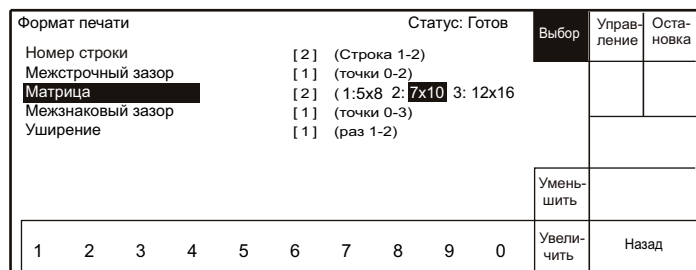 Формат печати Статус: Готов
Выбор
Управ-
ление
Оста-
новка
Номер строки [2] (Строка 1-2)
Межстрочный зазор [1] (точки 0-2)
Матрица [2] (1:5x8 2: 7x10 3: 12x16
Межзнаковый зазор [1] (точки 0-3)
Уширение [1] (раз 1-2)
Умень-
шить
1 2 3 4 5 6 7 8 9 0
Увели-
чить
Назад